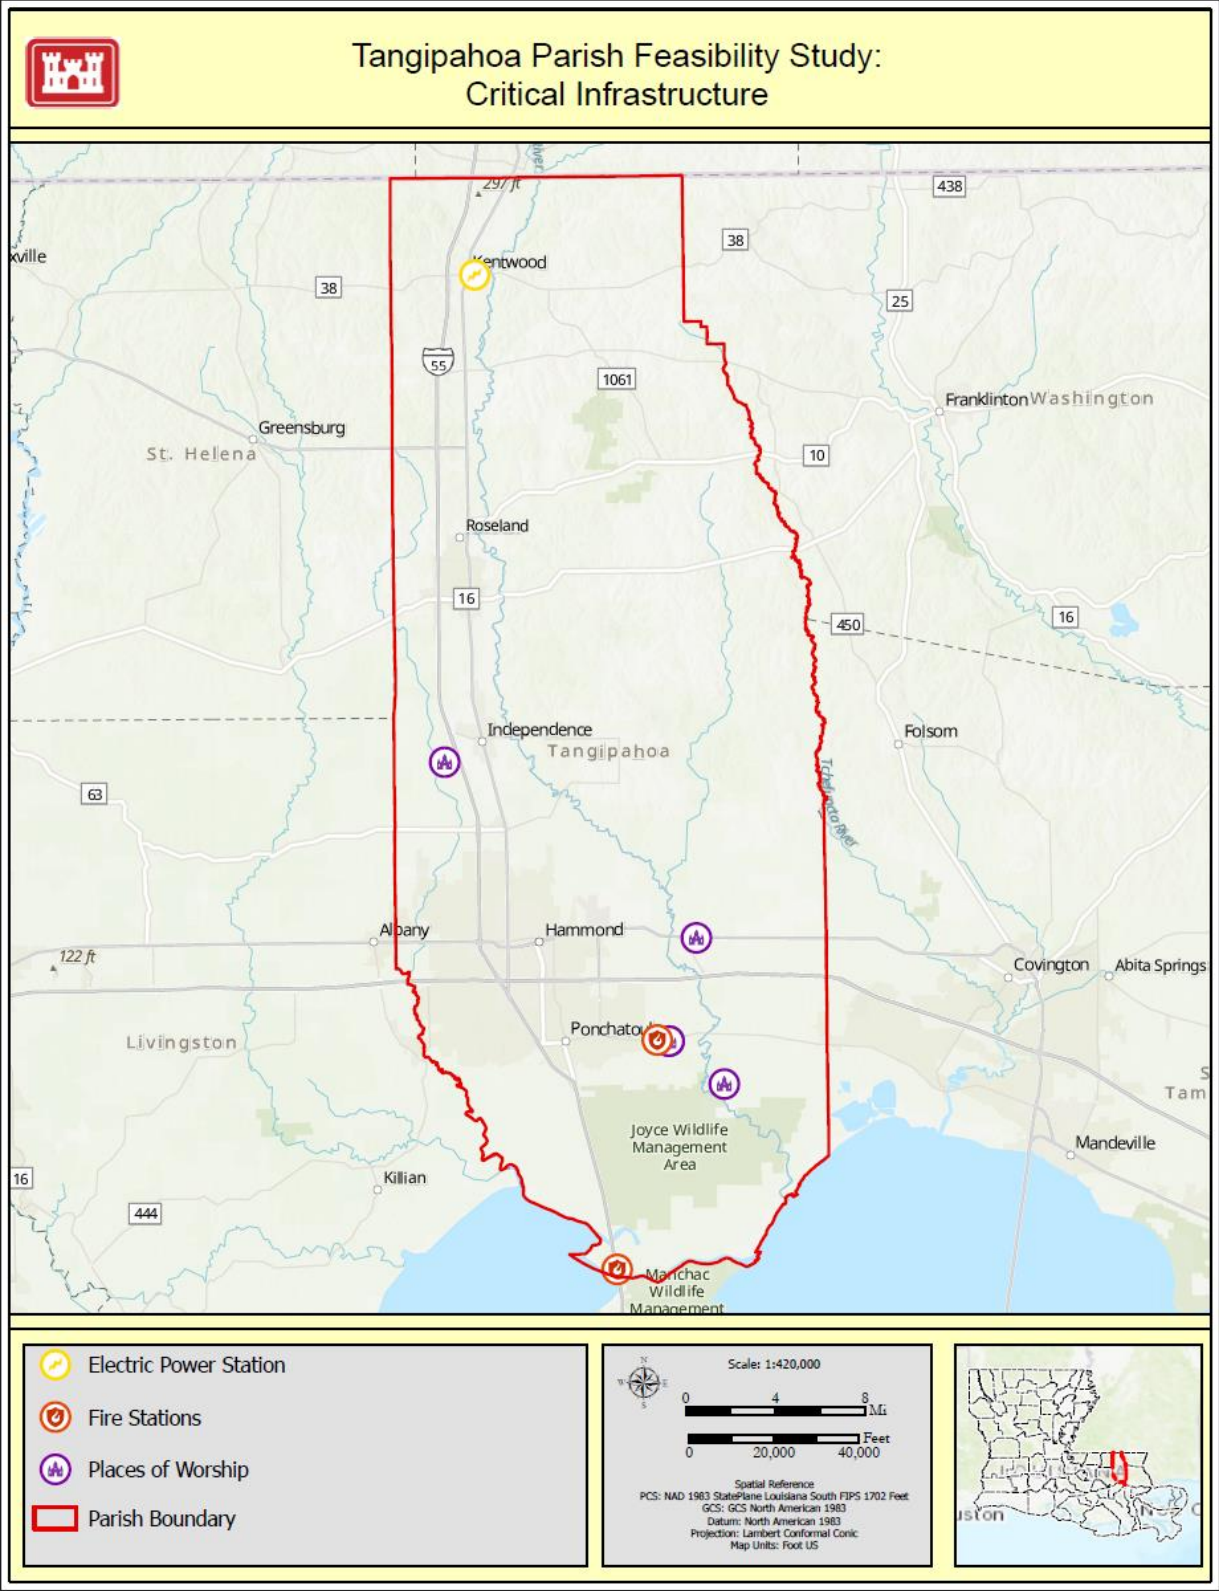 Tangipahoa Parish Feasibility Study:
Critical Infrastructure
297 ft
438
38
Kentwood
38
25
55
1061
Franklinton
Washington
Greensburg
St. Helena
10
Roseland
16
16
450
Independence
Tangipahoa
Folsom
63
Tchefuncta River
Albany
Hammond
122 ft
Covington
Abita Springs
Ponchatou
Livingston
S
Tam
Joyce Wildlife
Management
Area
Mandeville
16
Killian
444
Manchac
Wildlife
Management
Electric Power Station
Fire Stations
Places of Worship
Parish Boundary
N
W E
S
Scale: 1:420,000
0 4 8
Mi
Feet
0 20,000 40,000
Spatial Reference
PCS: NAD 1983 StatePlane Louisiana South FIPS 1702 Feet
GCS: GCS North American 1983
Datum: North American 1983
Projection: Lambert Conformal Conic
Map Units: Foot US
uston